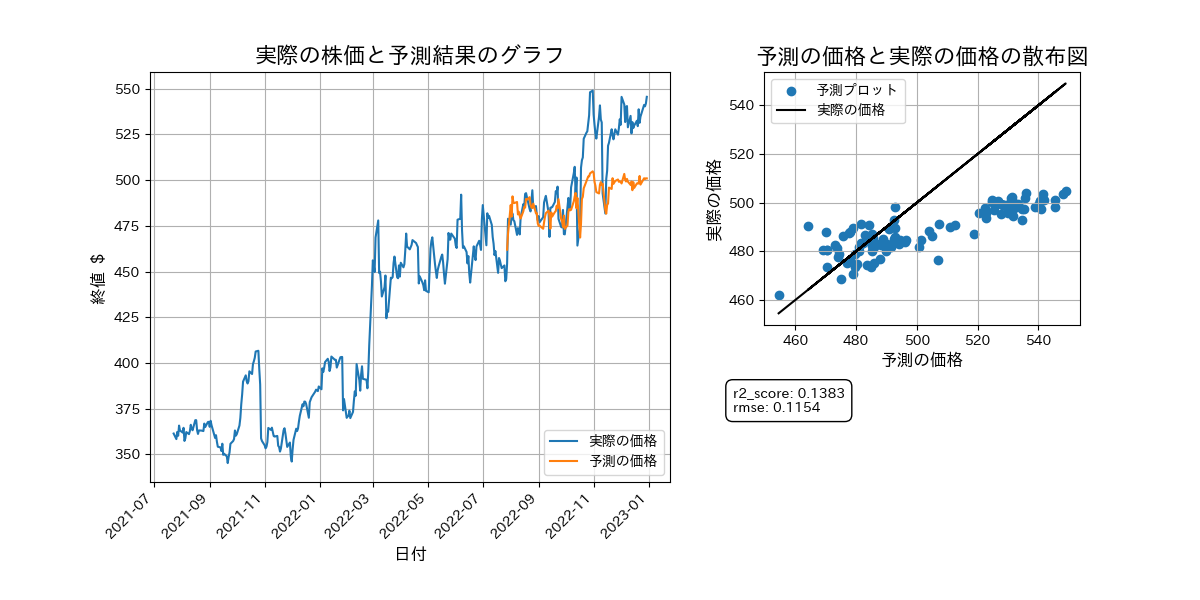 実際の株価と予測結果のグラフ
550
525
500
475
450
425
400
375
350
終値 $
2021-07
2021-09
2021-11
2022-01
2022-03
2022-05
2022-07
2022-09
2022-11
2023-01
日付
実際の価格
予測の価格
予測の価格と実際の価格の散布図
予測プロット
実際の価格
540
520
500
480
460
実際の価格
460
480
500
520
540
予測の価格
r2_score: 0.1383
rmse: 0.1154